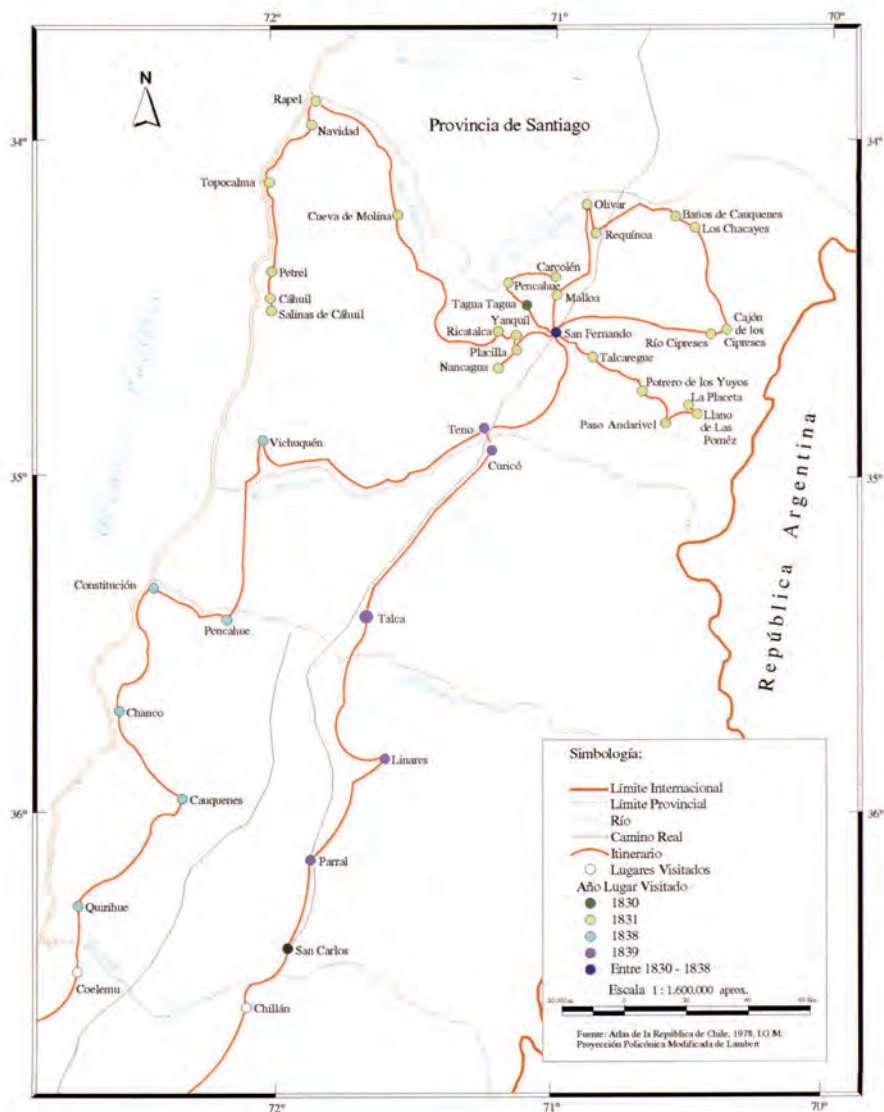 72°
71°
70°
N
Rapel
Navidad
Provincia de Santiago
34°
34°
Topocalma
Olivar
Cueva de Molina
Baños de Cauquenes
Los Chacayes
Requínoa
Petrel
Carcolén
Pencahue
Malloa
Cáhuil
Tagua Tagua
Salinas de Cáhuil
Yanquíl
Ricatalca
San Fernando
Cajón
de los
Cipreses
Río Cipreses
Placilla
Talcaregue
Nancagua
Potrero de los Yuyos
La Placeta
Paso Andarivel
Llano
de Las
Poméz
Teno
Vichuquén
Curicó
35°
35°
República Argentina
Constitución
Pencahue
Talca
Chanco
Linares
Cauquenes
36°
36°
Parral
Quirihue
San Carlos
Coelemu
Chillán
Simbología:
Límite Internacional
Límite Provincial
Río
Camino Real
Itinerario
Lugares Visitados
Año Lugar Visitado
1830
1831
1838
1839
Entre 1830 - 1838
Escala 1 : 1.600.000 aprox.
0
Fuente: Atlas de la República de Chile, 1978, I.G.M.
Proyección Policónica Modificada de Lambert
72°
71°
70°